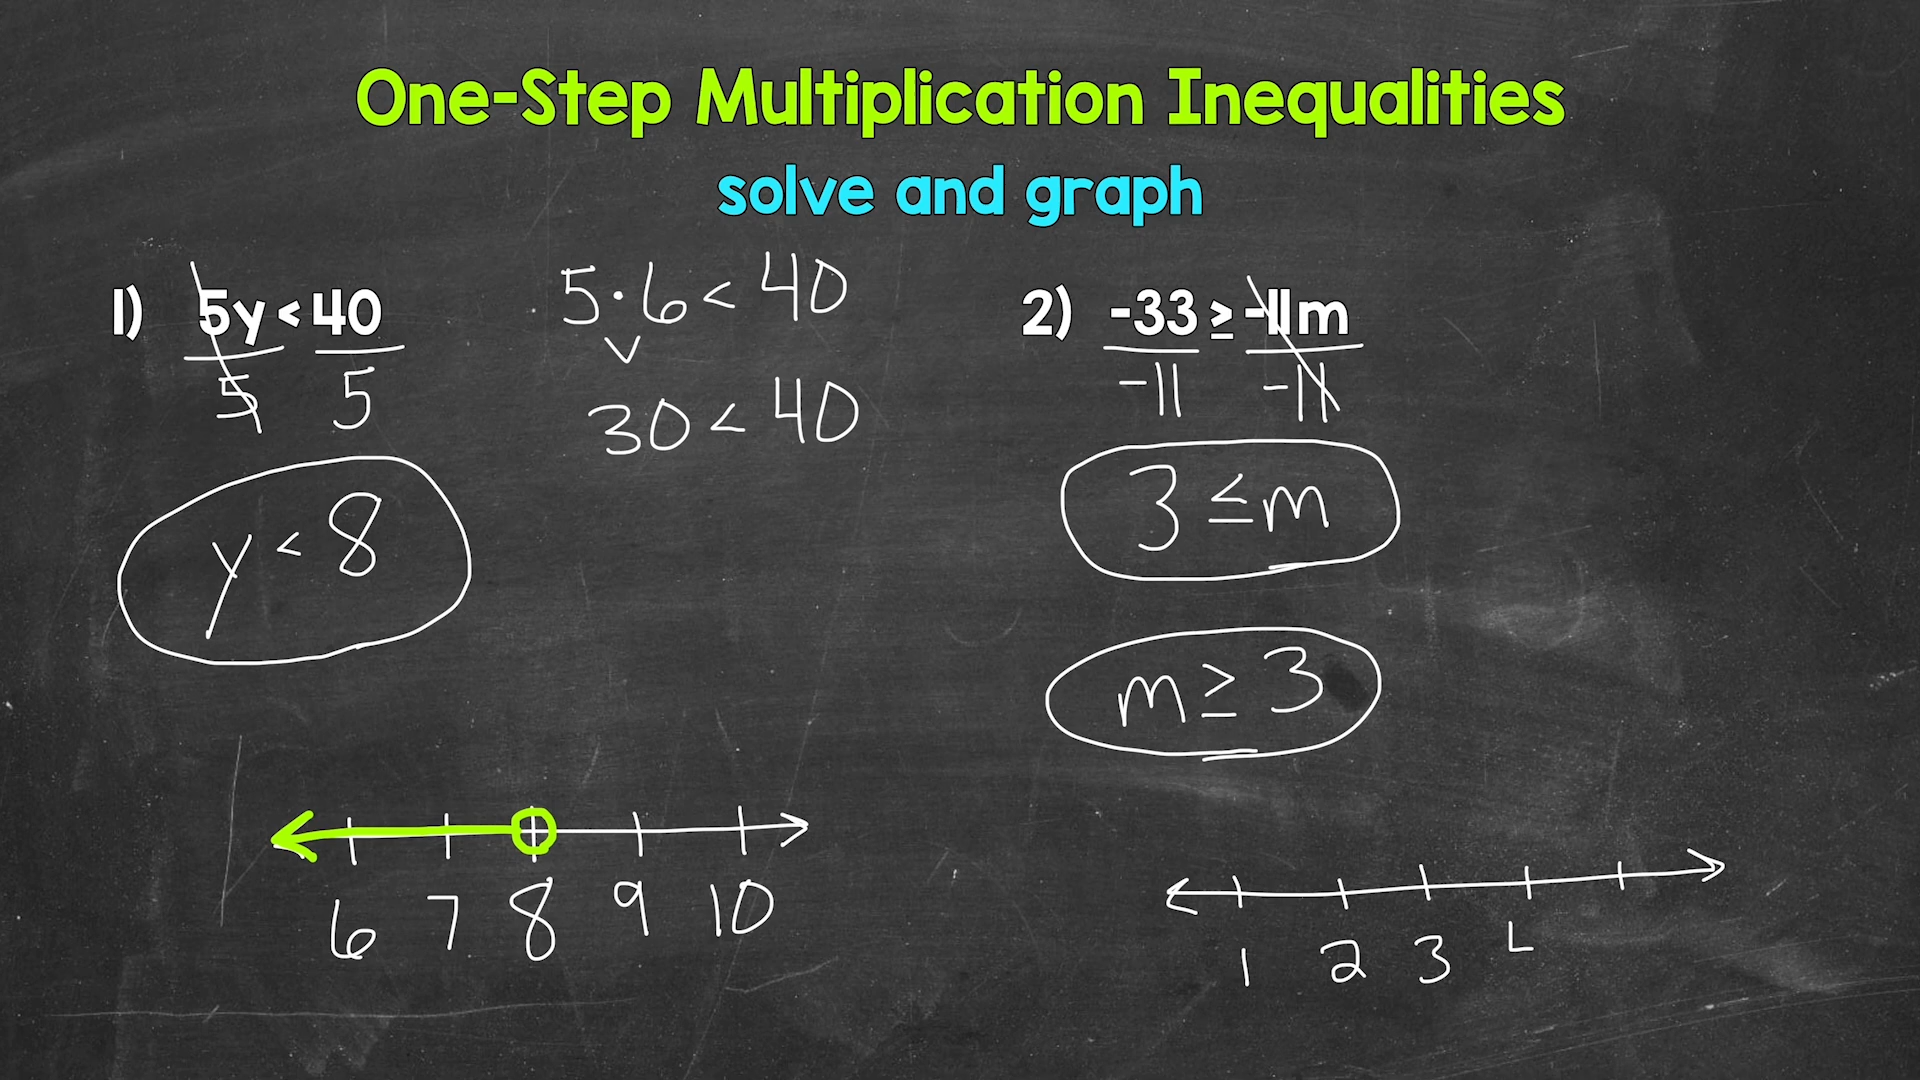 One-Step Multiplication Inequalities
solve and graph
1) 5y < 40
5 5
y < 8
5 · 6 < 40
30 < 40
6 7 8 9 10
2) -33 ≥ -11m
-11 -11
3 ≤ m
m ≥ 3
1 2 3